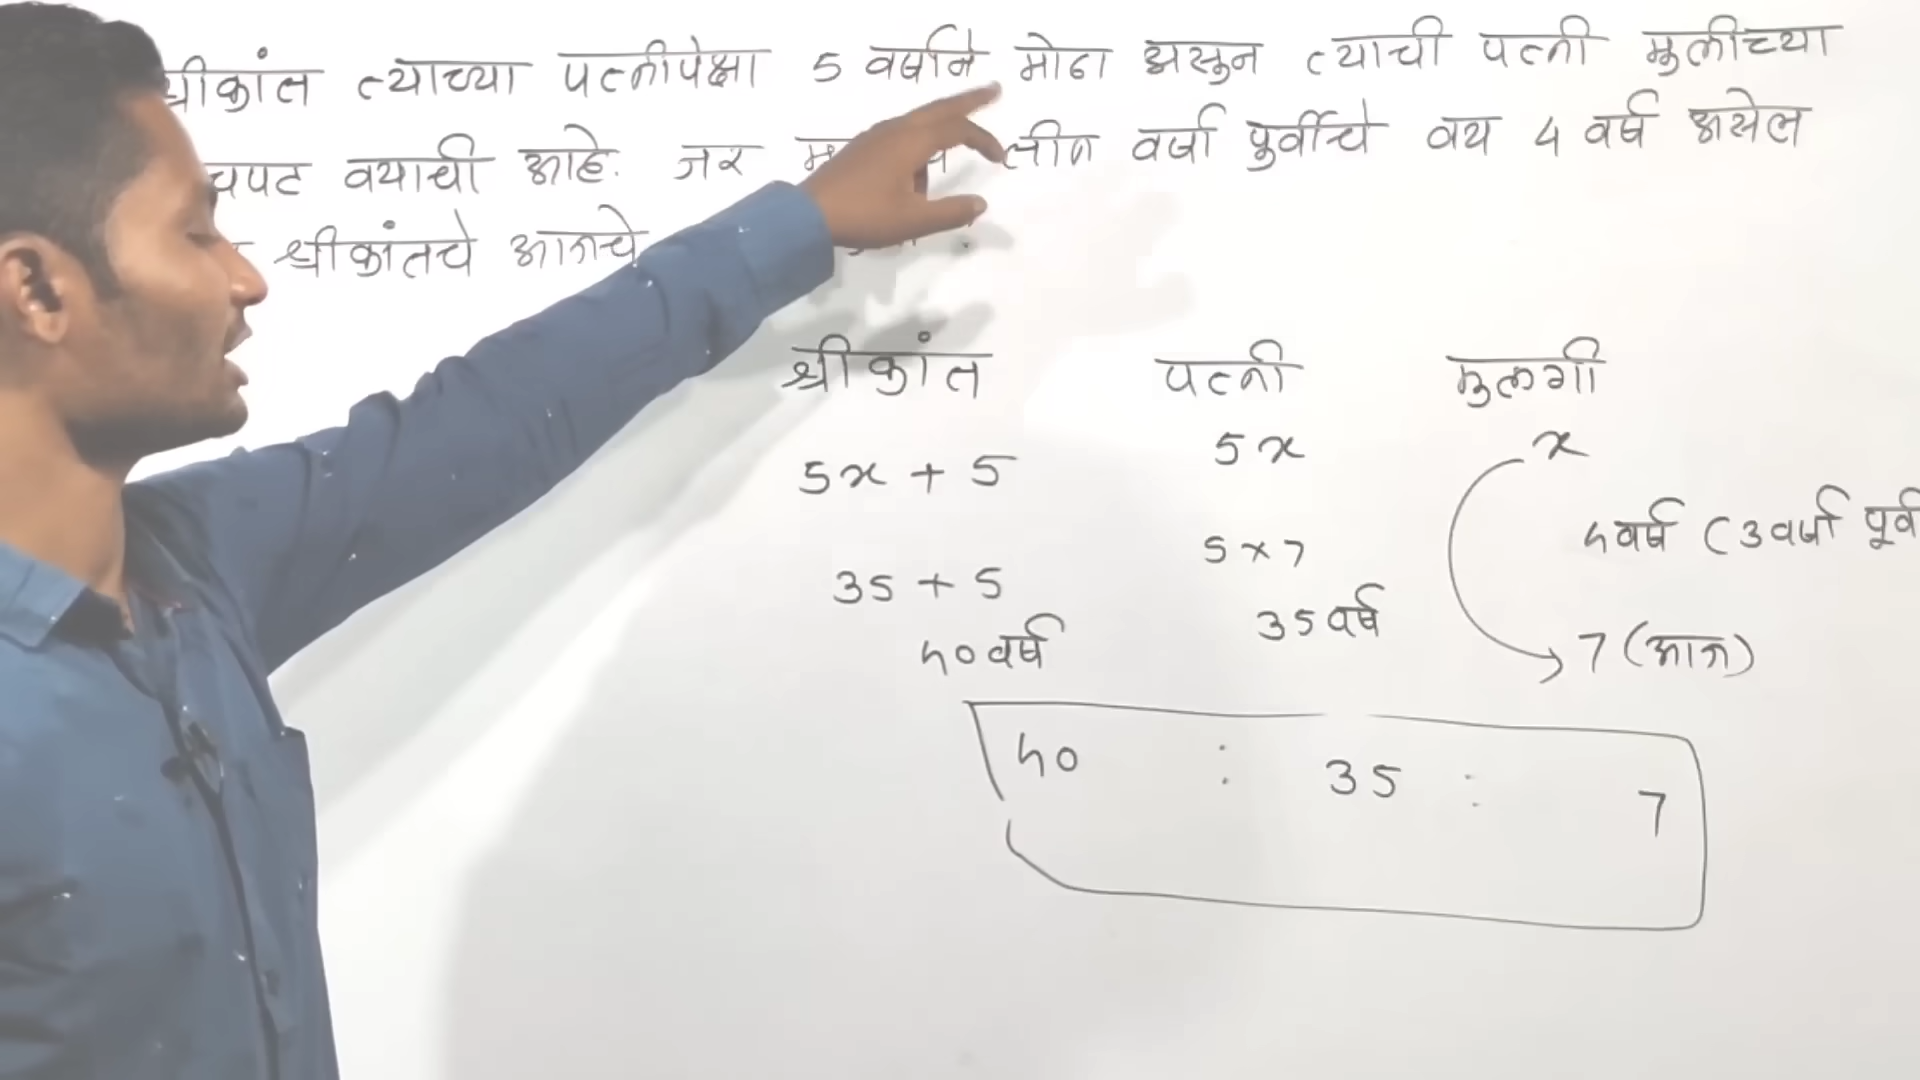 श्रीकांत त्याच्या पत्नीपेक्षा 5 वर्षाने मोठा असुन त्याची पत्नी मुलीच्या
पट वयाची आहे. जर तीन वर्षा पुर्वीचे वय 4 वर्ष असेल
श्रीकांतचे आजचे
श्रीकांत पत्नी मुलगी
5x + 5 5x x
4 वर्ष (3 वर्षा पूर्व
5 × 7
35 + 5 35 वर्ष
40 वर्ष 7 (आज)
40 : 35 : 7